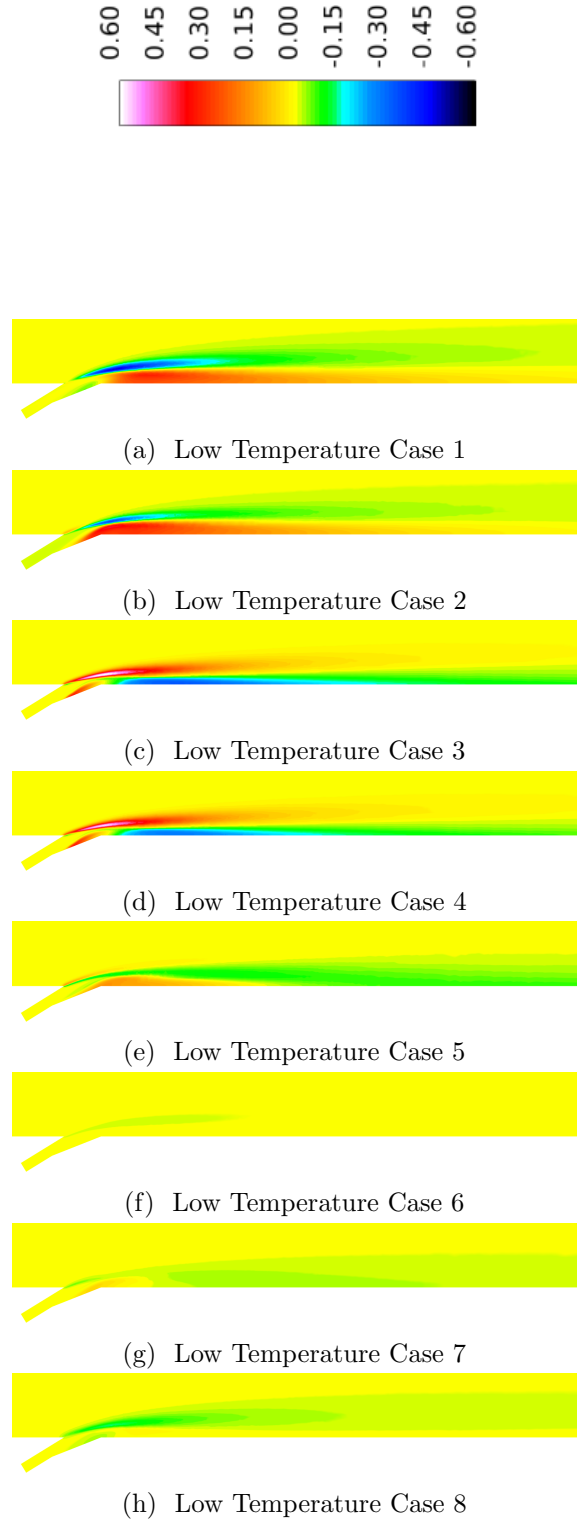 0.60 0.45 0.30 0.15 0.00 -0.15 -0.30 -0.45 -0.60
(a) Low Temperature Case 1
(b) Low Temperature Case 2
(c) Low Temperature Case 3
(d) Low Temperature Case 4
(e) Low Temperature Case 5
(f) Low Temperature Case 6
(g) Low Temperature Case 7
(h) Low Temperature Case 8